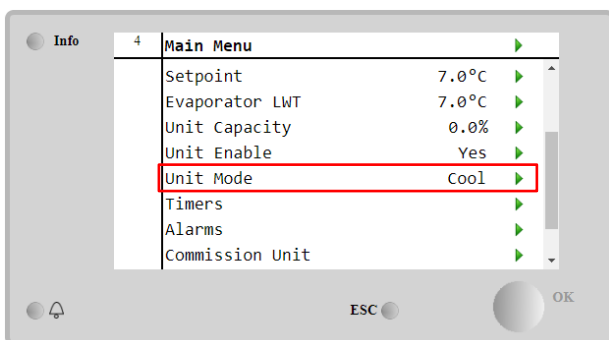 Info
4 Main Menu
Setpoint 7.0°C
Evaporator LWT 7.0°C
Unit Capacity 0.0%
Unit Enable Yes
Unit Mode Cool
Timers
Alarms
Commission Unit
ESC
OK